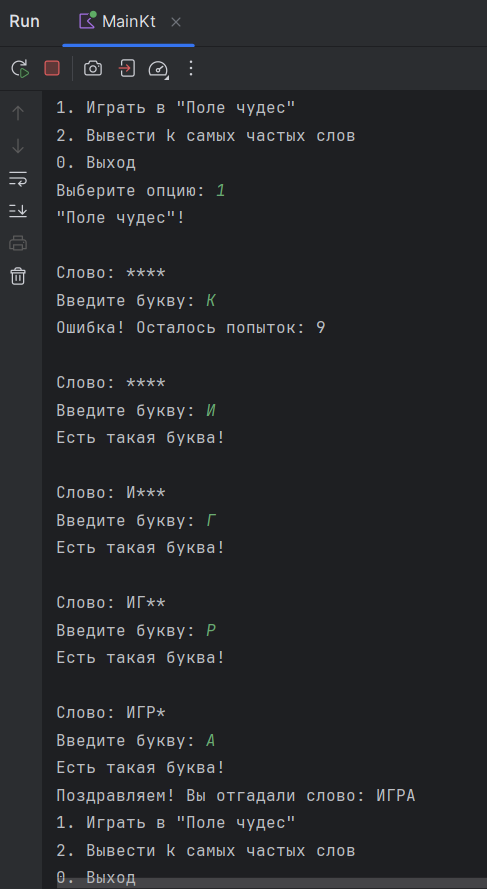 Run MainKt
1. Играть в "Поле чудес"
2. Вывести k самых частых слов
0. Выход
Выберите опцию: 1
"Поле чудес"!
Слово: ****
Введите букву: К
Ошибка! Осталось попыток: 9
Слово: ****
Введите букву: И
Есть такая буква!
Слово: И***
Введите букву: Г
Есть такая буква!
Слово: ИГ**
Введите букву: Р
Есть такая буква!
Слово: ИГР*
Введите букву: А
Есть такая буква!
Поздравляем! Вы отгадали слово: ИГРА
1. Играть в "Поле чудес"
2. Вывести k самых частых слов
0. Выход